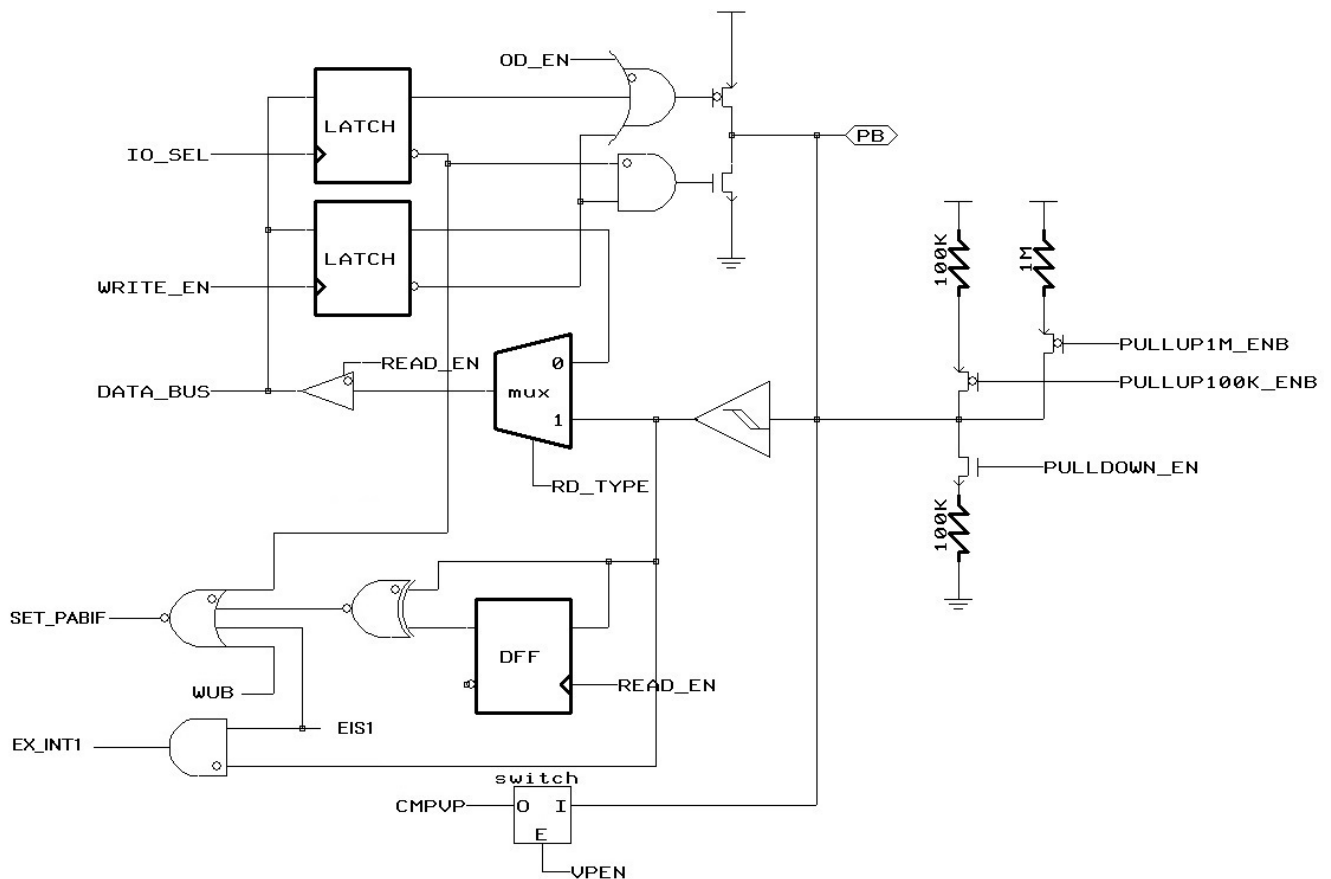 OD_EN
LATCH
PB
IO_SEL
LATCH
100K
1M
WRITE_EN
PULLUP1M_ENB
READ_EN
0
DATA_BUS
mux
PULLUP100K_ENB
1
PULLDOWN_EN
RD_TYPE
100K
SET_PABIF
DFF
WUB
READ_EN
EIS1
EX_INT1
switch
CMPVP
O I
E
VPEN